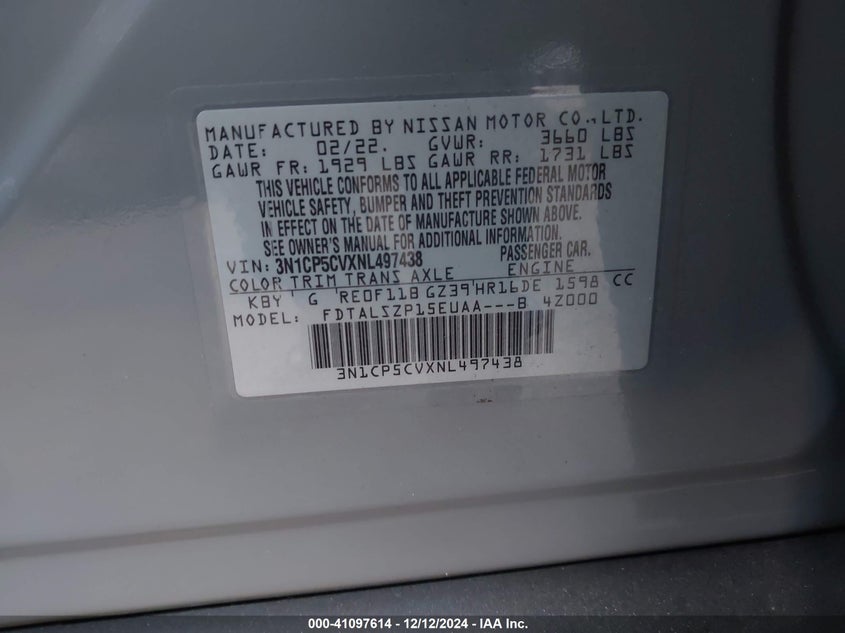 MANUFACTURED BY NISSAN MOTOR CO.,LTD.
DATE: 02/22. GVWR: 3660 LBS
GAWR FR: 1929 LBS GAWR RR: 1731 LBS
THIS VEHICLE CONFORMS TO ALL APPLICABLE FEDERAL MOTOR
VEHICLE SAFETY, BUMPER AND THEFT PREVENTION STANDARDS
IN EFFECT ON THE DATE OF MANUFACTURE SHOWN ABOVE.
SEE OWNER'S MANUAL FOR ADDITIONAL INFORMATION.
VIN: 3N1CP5CVXNL497438 PASSENGER CAR.
COLOR TRIM TRANS AXLE ENGINE
KBY G RE0F11B GZ39 HR16DE 1598 CC
MODEL: FDTALSZP15EUAA---B 4Z000
3N1CP5CVXNL497438
000-41097614 - 12/12/2024 - IAA Inc.